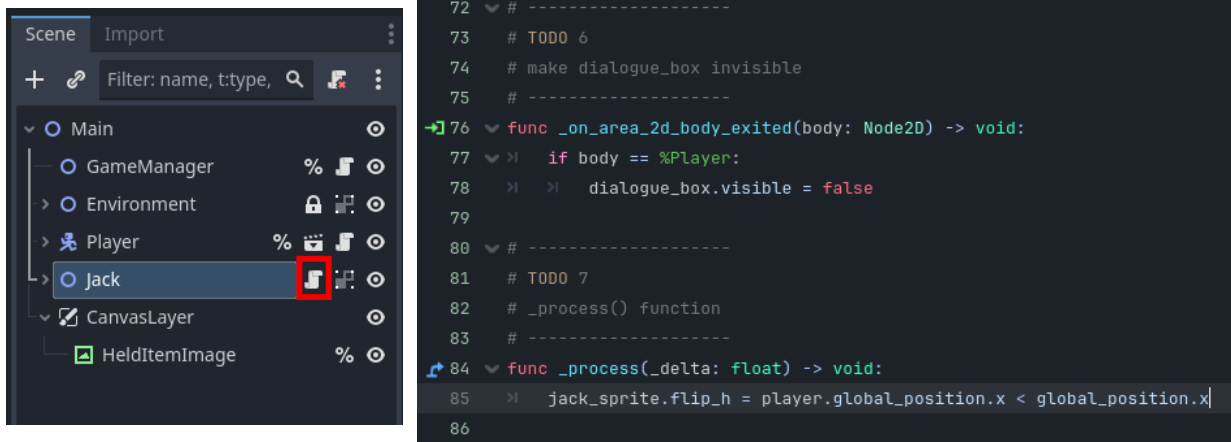 Scene Import
Filter: name, t:type,
Main
GameManager %
Environment
Player %
Jack
CanvasLayer
HeldItemImage %
72 # --------------------
73 # TODO 6
74 # make dialogue_box invisible
75 # --------------------
76 func _on_area_2d_body_exited(body: Node2D) -> void:
77 if body == %Player:
78 dialogue_box.visible = false
79
80 # --------------------
81 # TODO 7
82 # _process() function
83 # --------------------
84 func _process(_delta: float) -> void:
85 jack_sprite.flip_h = player.global_position.x < global_position.x
86